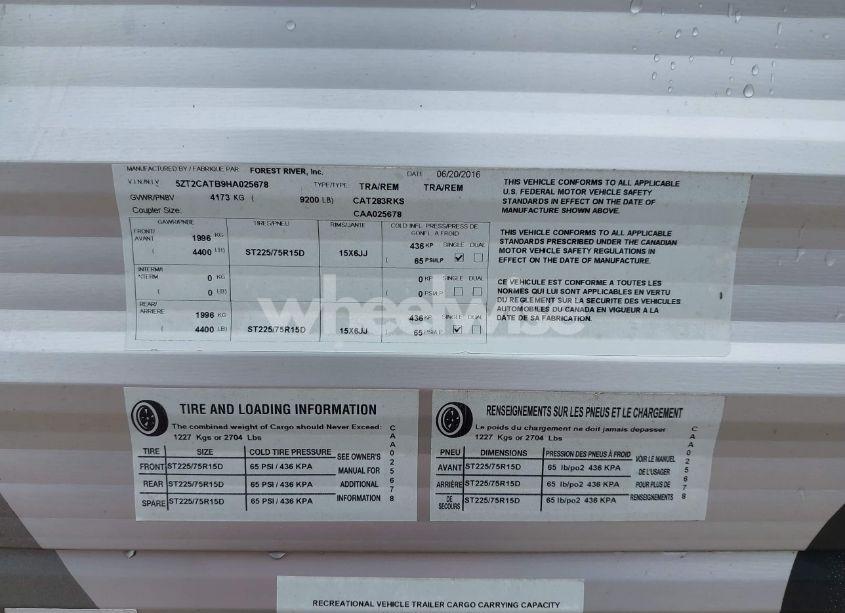 MANUFACTURED BY / FABRIQUE PAR: FOREST RIVER, Inc. DATE 06/20/2016
V.I.N./N.I.V 5ZT2CATB9HA025678 TYPE/TYPE TRA/REM TRA/REM
GVWR/PNBV 4173 KG ( 9200 LB) CAT283RKS
Coupler Size: CAA025678
GAWR/PNBE TIRES/PNEU RIMS/JANTE COLD INFL PRESS/PRESS DE GONFL A FROID
FRONT/ AVANT 1996 KG 436 KP SINGLE DUAL
( 4400 LB) ST225/75R15D 15X6JJ ( 65 PSI/LP
INTERM/ *TERM 0 KG 0 KP SINGLE DUAL
( 0 LB) ( 0 PSI/LP
REAR/ ARRIERE 1996 KG 436 KP SINGLE DUAL
( 4400 LB) ST225/75R15D 15X6JJ ( 65 PSI/LP
THIS VEHICLE CONFORMS TO ALL APPLICABLE
U.S. FEDERAL MOTOR VEHICLE SAFETY
STANDARDS IN EFFECT ON THE DATE OF
MANUFACTURE SHOWN ABOVE.
THIS VEHICLE CONFORMS TO ALL APPLICABLE
STANDARDS PRESCRIBED UNDER THE CANADIAN
MOTOR VEHICLE SAFETY REGULATIONS IN
EFFECT ON THE DATE OF MANUFACTURE.
CE VEHICULE EST CONFORME A TOUTES LES
NORMES QUI LUI SONT APPLICABLES EN VERTU
DU REGLEMENT SUR LA SECURITE DES VEHICULES
AUTOMOBILES DU CANADA EN VIGUEUR A LA
DATE DE SA FABRICATION.
wheelwise
TIRE AND LOADING INFORMATION
The combined weight of Cargo should Never Exceed:
1227 Kgs or 2704 Lbs
TIRE SIZE COLD TIRE PRESSURE
FRONT ST225/75R15D 65 PSI / 436 KPA
REAR ST225/75R15D 65 PSI / 436 KPA
SPARE ST225/75R15D 65 PSI / 436 KPA
SEE OWNER'S
MANUAL FOR
ADDITIONAL
INFORMATION
CAA025678
RENSEIGNEMENTS SUR LES PNEUS ET LE CHARGEMENT
Le poids du chargement ne doit jamais depasser
1227 Kgs or 2704 Lbs
PNEU DIMENSIONS PRESSION DES PNEUS À FROID
AVANT ST225/75R15D 65 lb/po2 436 KPA
ARRIÈRE ST225/75R15D 65 lb/po2 436 KPA
DE SECOURS ST225/75R15D 65 lb/po2 436 KPA
VOIR LE MANUEL
DE L'USAGER
POUR PLUS DE
RENSEIGNEMENTS
CAA025678
RECREATIONAL VEHICLE TRAILER CARGO CARRYING CAPACITY